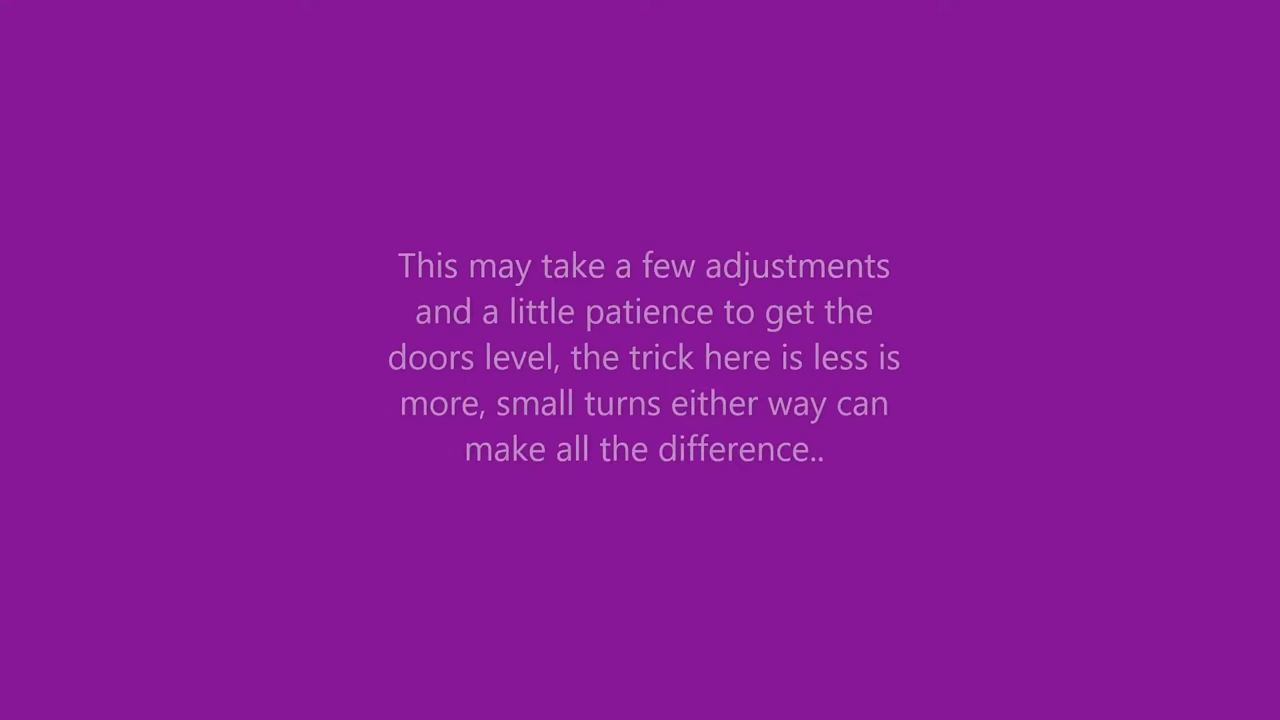 This may take a few adjustments
and a little patience to get the
doors level, the trick here is less is
more, small turns either way can
make all the difference..